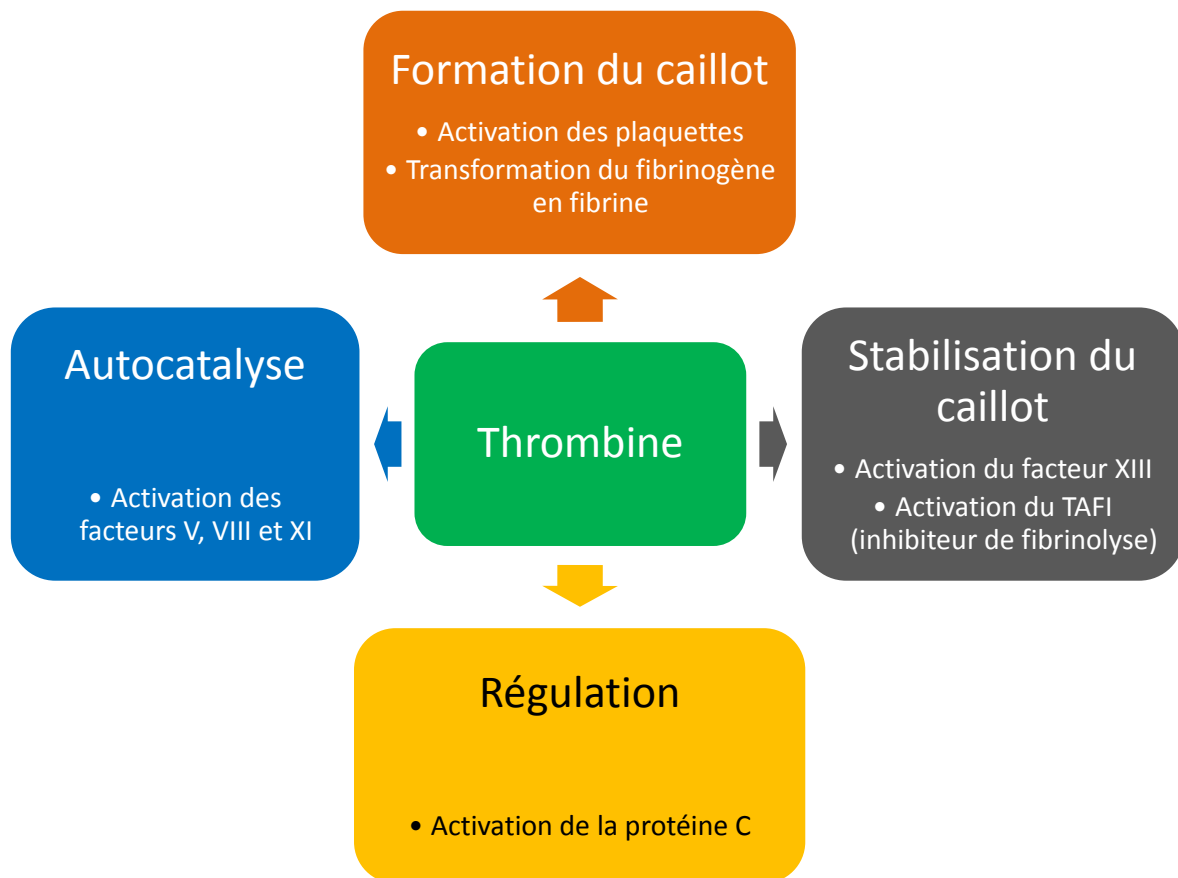 Formation du caillot
• Activation des plaquettes
• Transformation du fibrinogène
en fibrine
Autocatalyse
• Activation des
facteurs V, VIII et XI
Thrombine
Stabilisation du
caillot
• Activation du facteur XIII
• Activation du TAFI
(inhibiteur de fibrinolyse)
Régulation
• Activation de la protéine C